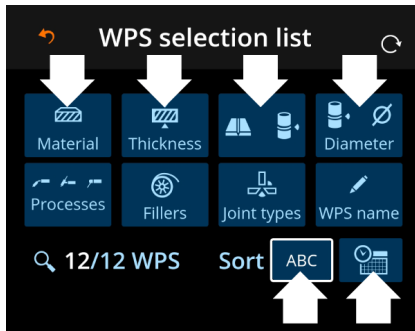 WPS selection list
Material
Thickness
Diameter
Processes
Fillers
Joint types
WPS name
12/12 WPS
Sort
ABC